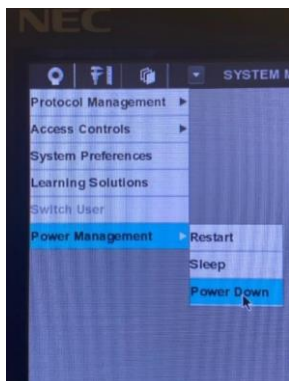 NEC
SYSTEM M
Protocol Management
Access Controls
System Preferences
Learning Solutions
Switch User
Power Management
Restart
Sleep
Power Down